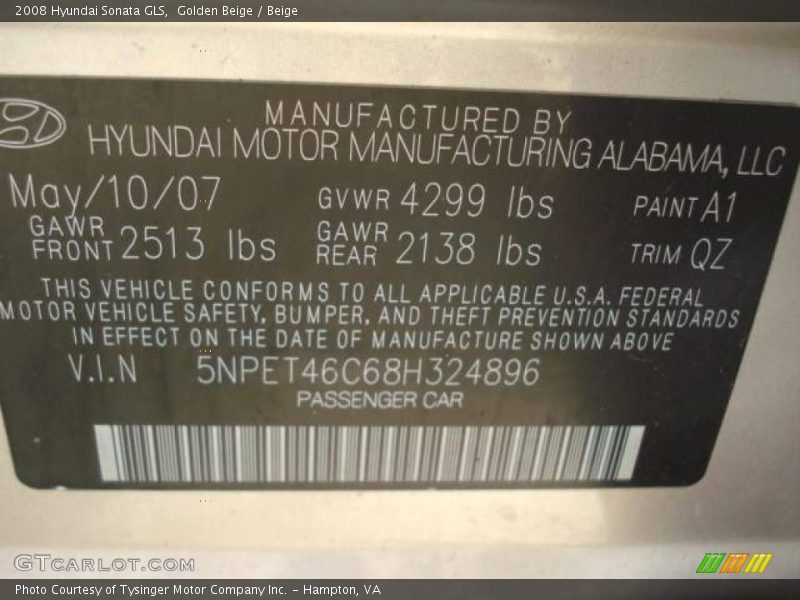 2008 Hyundai Sonata GLS,  Golden Beige / Beige
MANUFACTURED BY
HYUNDAI MOTOR MANUFACTURING ALABAMA, LLC
May/10/07 GVWR 4299 lbs PAINT A1
GAWR FRONT 2513 lbs GAWR REAR 2138 lbs TRIM QZ
THIS VEHICLE CONFORMS TO ALL APPLICABLE U.S.A. FEDERAL
MOTOR VEHICLE SAFETY, BUMPER, AND THEFT PREVENTION STANDARDS
IN EFFECT ON THE DATE OF MANUFACTURE SHOWN ABOVE
V.I.N 5NPET46C68H324896
PASSENGER CAR
GTCARLOT.COM
Photo Courtesy of Tysinger Motor Company Inc. – Hampton, VA